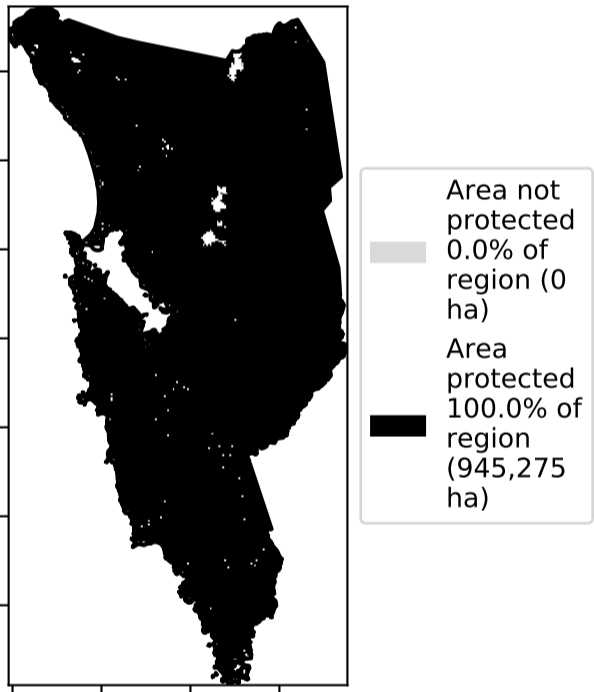 Area not
protected
0.0% of
region (0
ha)
Area
protected
100.0% of
region
(945,275
ha)